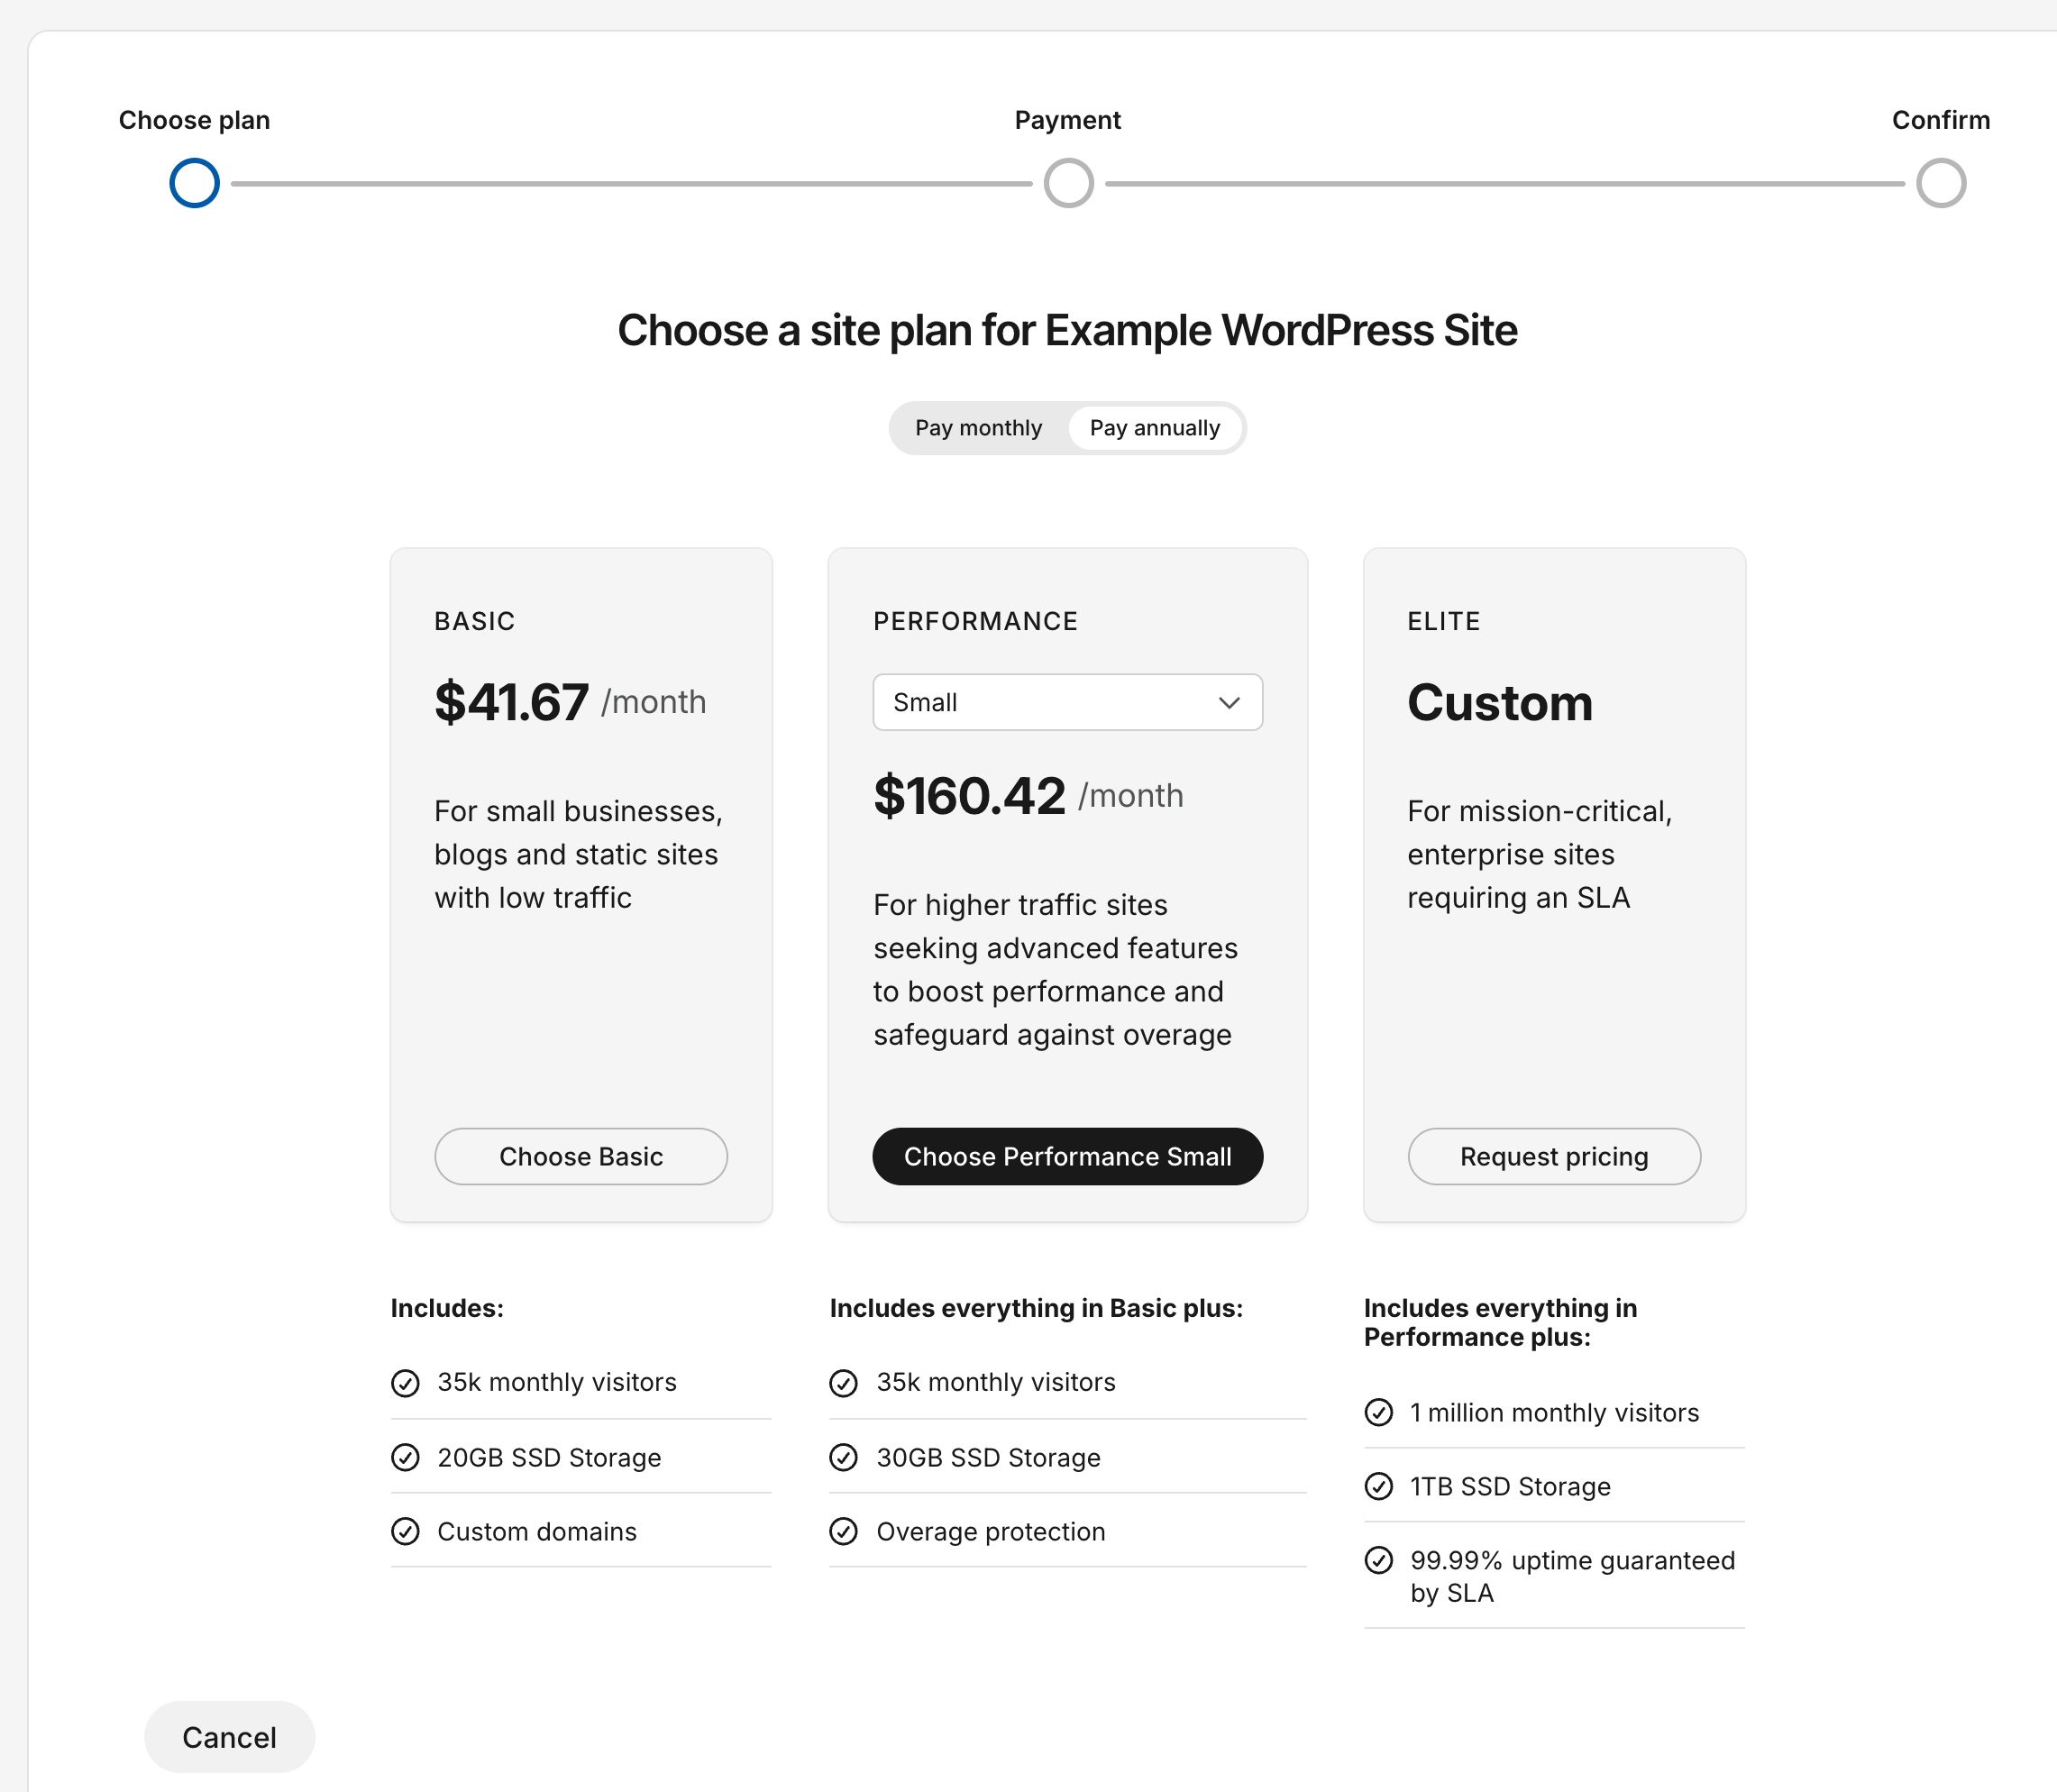 Choose plan
Payment
Confirm
Choose a site plan for Example WordPress Site
Pay monthly
Pay annually
BASIC
$41.67 /month
For small businesses,
blogs and static sites
with low traffic
Choose Basic
PERFORMANCE
Small
$160.42 /month
For higher traffic sites
seeking advanced features
to boost performance and
safeguard against overage
Choose Performance Small
ELITE
Custom
For mission-critical,
enterprise sites
requiring an SLA
Request pricing
Includes:
35k monthly visitors
20GB SSD Storage
Custom domains
Includes everything in Basic plus:
35k monthly visitors
30GB SSD Storage
Overage protection
Includes everything in
Performance plus:
1 million monthly visitors
1TB SSD Storage
99.99% uptime guaranteed
by SLA
Cancel